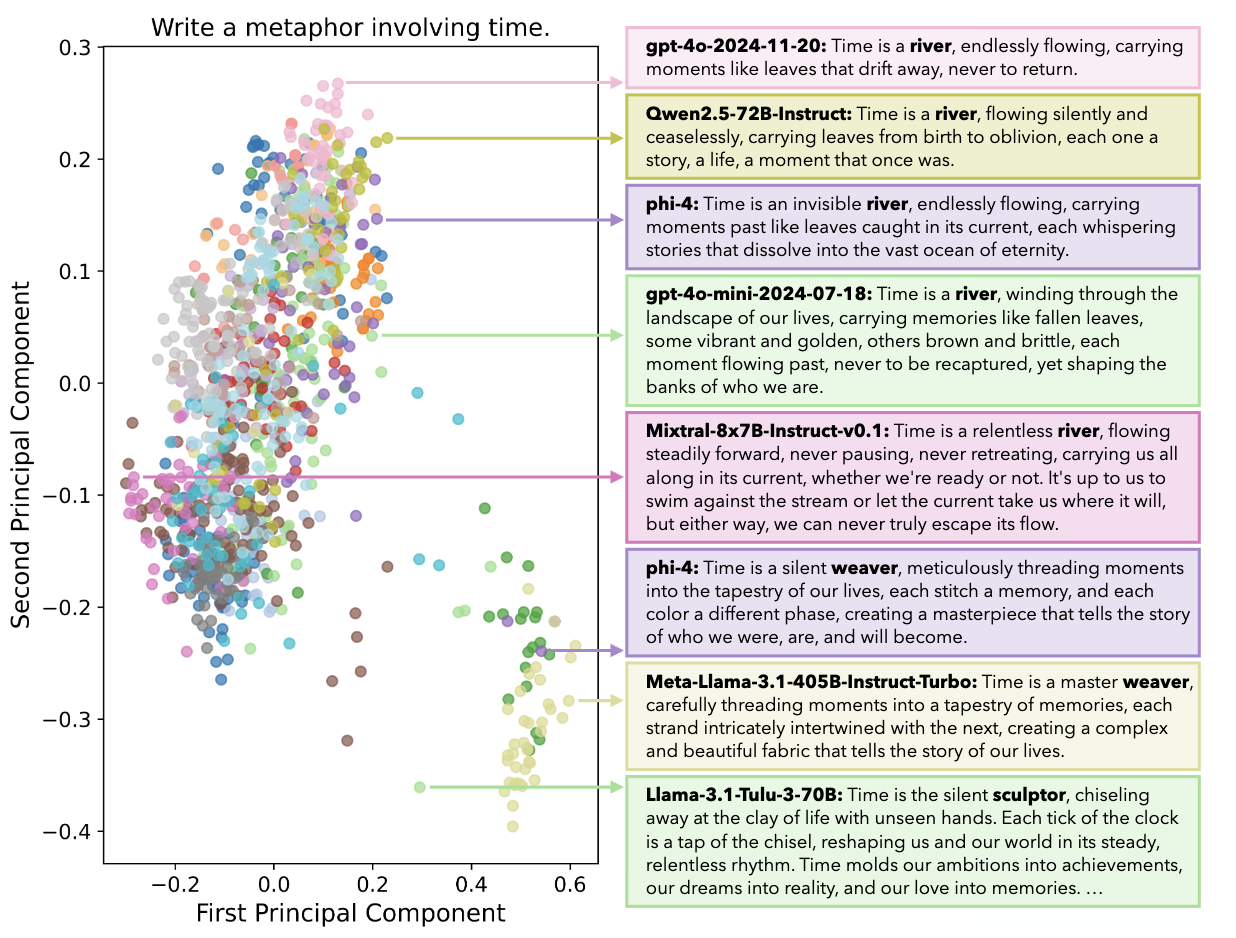 Write a metaphor involving time.
0.3
0.2
0.1
0.0
−0.1
−0.2
−0.3
−0.4
Second Principal Component
−0.2
0.0
0.2
0.4
0.6
First Principal Component
gpt-4o-2024-11-20: Time is a river, endlessly flowing, carrying
moments like leaves that drift away, never to return.
Qwen2.5-72B-Instruct: Time is a river, flowing silently and
ceaselessly, carrying leaves from birth to oblivion, each one a
story, a life, a moment that once was.
phi-4: Time is an invisible river, endlessly flowing, carrying
moments past like leaves caught in its current, each whispering
stories that dissolve into the vast ocean of eternity.
gpt-4o-mini-2024-07-18: Time is a river, winding through the
landscape of our lives, carrying memories like fallen leaves,
some vibrant and golden, others brown and brittle, each
moment flowing past, never to be recaptured, yet shaping the
banks of who we are.
Mixtral-8x7B-Instruct-v0.1: Time is a relentless river, flowing
steadily forward, never pausing, never retreating, carrying us all
along in its current, whether we're ready or not. It's up to us to
swim against the stream or let the current take us where it will,
but either way, we can never truly escape its flow.
phi-4: Time is a silent weaver, meticulously threading moments
into the tapestry of our lives, each stitch a memory, and each
color a different phase, creating a masterpiece that tells the story
of who we were, are, and will become.
Meta-Llama-3.1-405B-Instruct-Turbo: Time is a master weaver,
carefully threading moments into a tapestry of memories, each
strand intricately intertwined with the next, creating a complex
and beautiful fabric that tells the story of our lives.
Llama-3.1-Tulu-3-70B: Time is the silent sculptor, chiseling
away at the clay of life with unseen hands. Each tick of the clock
is a tap of the chisel, reshaping us and our world in its steady,
relentless rhythm. Time molds our ambitions into achievements,
our dreams into reality, and our love into memories. …